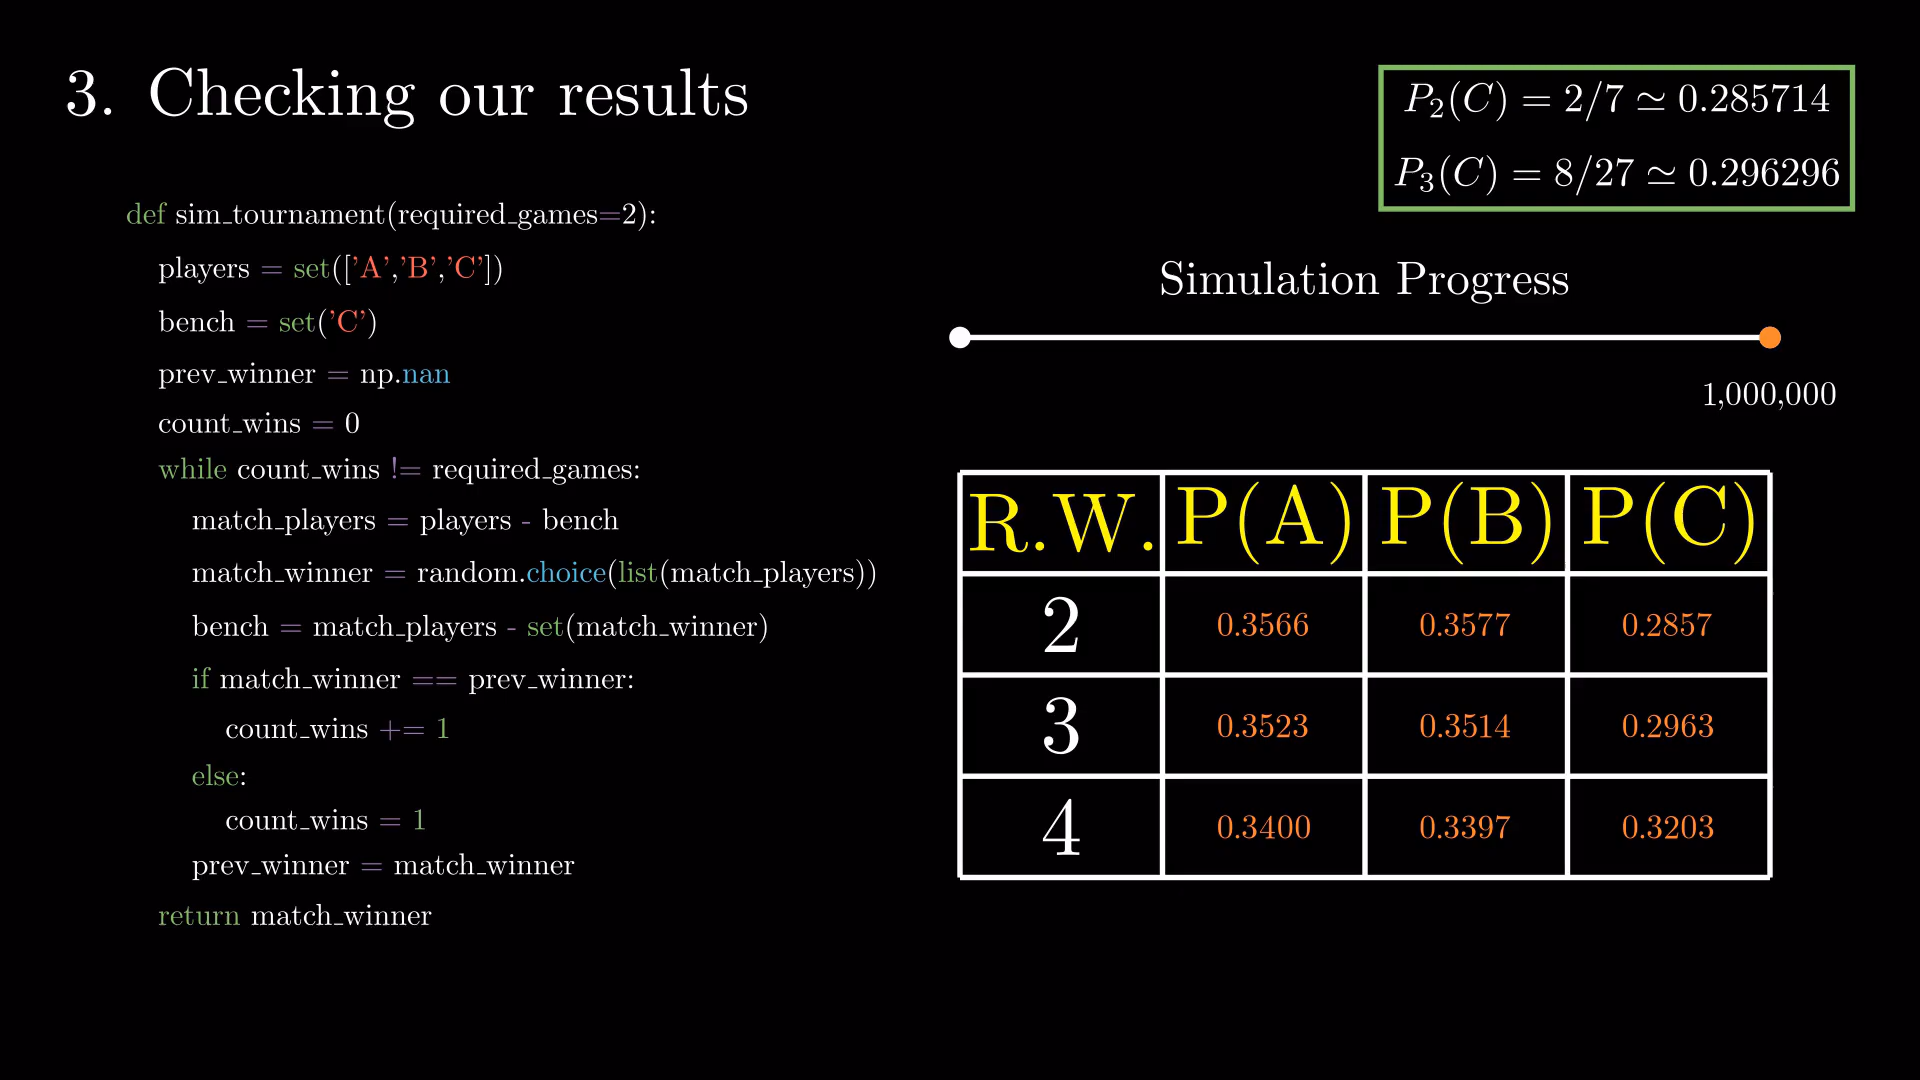 3. Checking our results
P₂(C) = 2/7 ≃ 0.285714
P₃(C) = 8/27 ≃ 0.296296
def sim_tournament(required_games=2):
players = set(['A','B','C'])
bench = set('C')
prev_winner = np.nan
count_wins = 0
while count_wins != required_games:
match_players = players - bench
match_winner = random.choice(list(match_players))
bench = match_players - set(match_winner)
if match_winner == prev_winner:
count_wins += 1
else:
count_wins = 1
prev_winner = match_winner
return match_winner
Simulation Progress
1,000,000
R.W. P(A) P(B) P(C)
2 0.3566 0.3577 0.2857
3 0.3523 0.3514 0.2963
4 0.3400 0.3397 0.3203